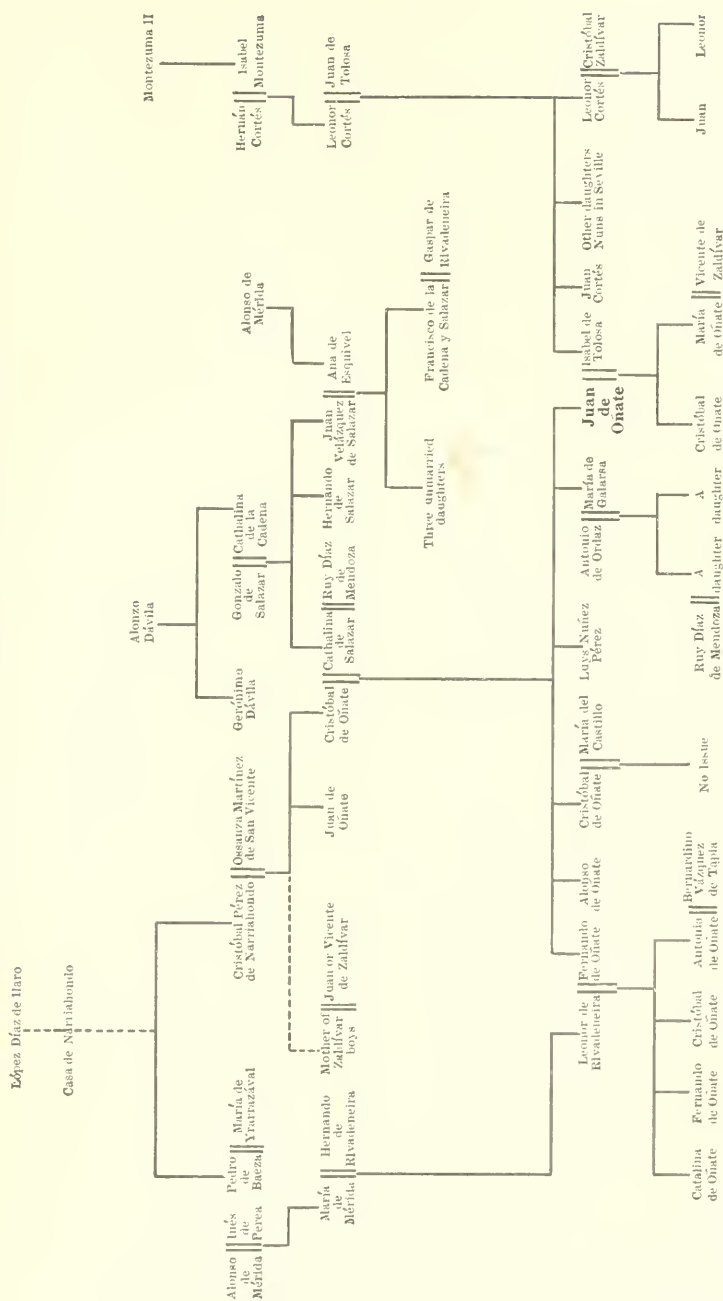 López Díaz de Haro
Casa de Narriahondo
Alonzo
Dávila
Montezuma II
Alonso de
Mérida
Alonso
de
Mérida
Inés
de
Perea
Pedro
de
Baeza
María de
Yrarrazával
Cristóbal Pérez
de Narriahondo
Ossanza Martínez
de San Vicente
Gerónimo
Dávila
Gonzalo
de
Salazar
Cathalina
de la
Cadena
Hernán
Cortés
Isabel
Montezuma
María
de
Mérida
Hernando
de
Rivadeneira
Mother of
Zaldívar
boys
Juan or Vicente
de Zaldívar
Juan de
Oñate
Cristóbal
de Oñate
Cathalina
de
Salazar
Ruy Díaz
de
Mendoza
Hernando
de
Salazar
Juan
Velázquez
de Salazar
Ana de
Esquivel
Leonor
Cortés
Juan de
Tolosa
Three unmarried
daughters
Francisco de la
Cadena y Salazar
Gaspar de
Rivadeneira
Leonor de
Rivadeneira
Fernando
de Oñate
Alonso
de Oñate
Cristóbal
de Oñate
María del
Castillo
Luys Nuñez
Pérez
Antonio
de Ordaz
María de
Galarsa
Juan
de
Oñate
Isabel de
Tolosa
Juan
Cortés
Other daughters
Nuns in Seville
Leonor
Cortés
Cristóbal
Zaldívar
Catalina
de Oñate
Fernando
de Oñate
Cristóbal
de Oñate
Antonia
de Oñate
Bernardino
Vázquez
de Tapia
No Issue
Ruy Díaz
de Mendoza
A
daughter
A
daughter
Cristóbal
de Oñate
María
de Oñate
Vicente de
Zaldívar
Juan
Leonor